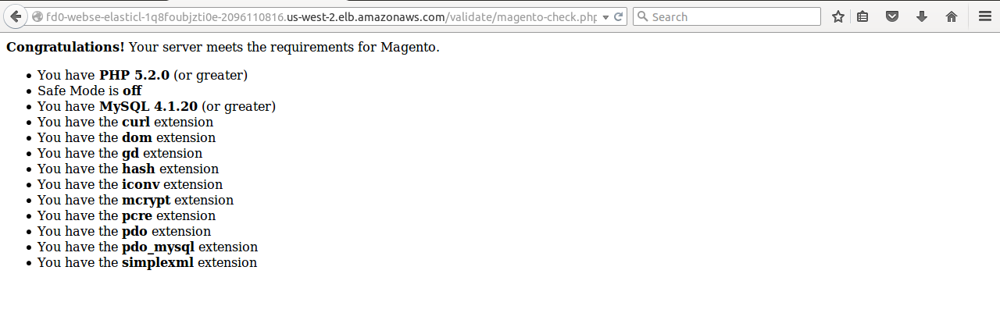 fd0-webse-elasticl-1q8foubjzti0e-2096110816.us-west-2.elb.amazonaws.com/validate/magento-check.php
Search
Congratulations! Your server meets the requirements for Magento.
You have PHP 5.2.0 (or greater)
Safe Mode is off
You have MySQL 4.1.20 (or greater)
You have the curl extension
You have the dom extension
You have the gd extension
You have the hash extension
You have the iconv extension
You have the mcrypt extension
You have the pcre extension
You have the pdo extension
You have the pdo_mysql extension
You have the simplexml extension